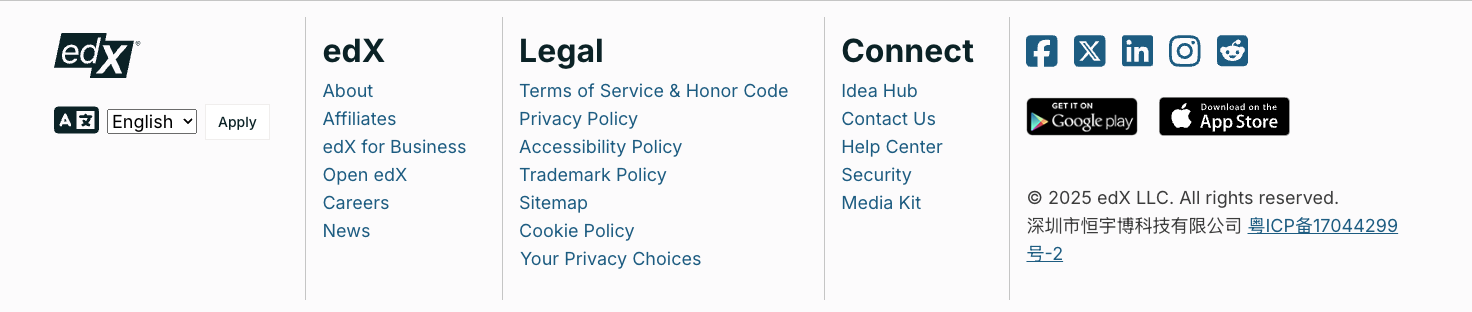 edX®
English
Apply
edX
About
Affiliates
edX for Business
Open edX
Careers
News
Legal
Terms of Service & Honor Code
Privacy Policy
Accessibility Policy
Trademark Policy
Sitemap
Cookie Policy
Your Privacy Choices
Connect
Idea Hub
Contact Us
Help Center
Security
Media Kit
GET IT ON
Google play
Download on the
App Store
© 2025 edX LLC. All rights reserved.
深圳市恒宇博科技有限公司 粤ICP备17044299
号-2